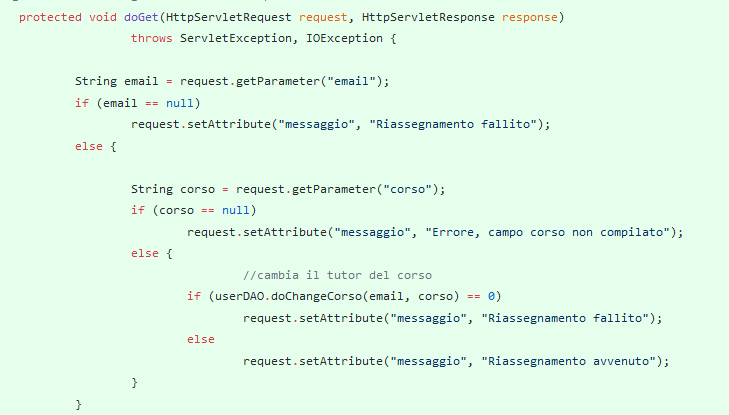 protected void doGet(HttpServletRequest request, HttpServletResponse response)
throws ServletException, IOException {
String email = request.getParameter("email");
if (email == null)
request.setAttribute("messaggio", "Riassegnamento fallito");
else {
String corso = request.getParameter("corso");
if (corso == null)
request.setAttribute("messaggio", "Errore, campo corso non compilato");
else {
//cambia il tutor del corso
if (userDAO.doChangeCorso(email, corso) == 0)
request.setAttribute("messaggio", "Riassegnamento fallito");
else
request.setAttribute("messaggio", "Riassegnamento avvenuto");
}
}